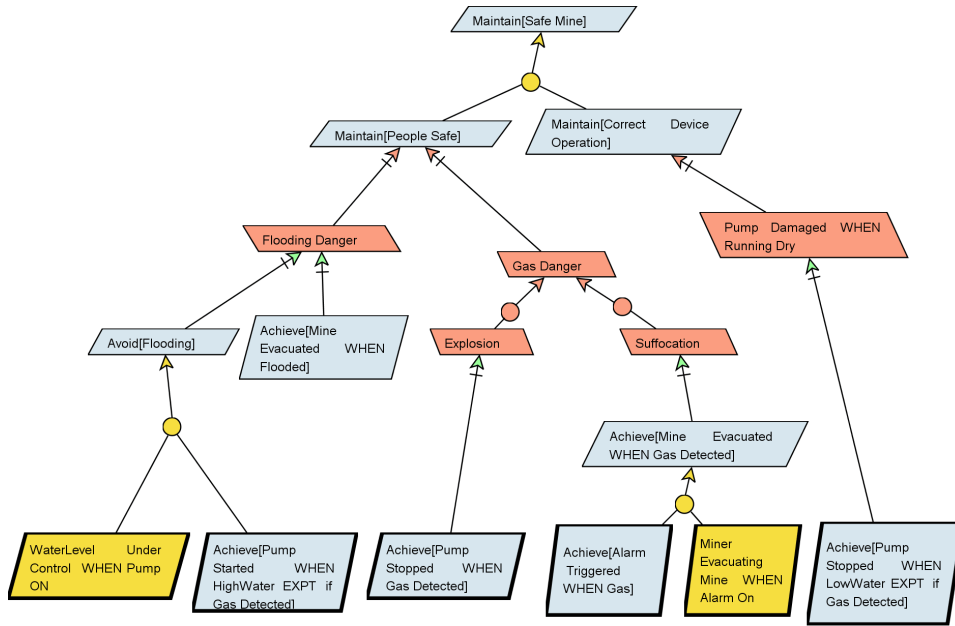 Maintain[Safe Mine]
Maintain[People Safe]
Maintain[Correct Device
Operation]
Flooding Danger
Gas Danger
Pump Damaged WHEN
Running Dry
Avoid[Flooding]
Achieve[Mine
Evacuated WHEN
Flooded]
Explosion
Suffocation
Achieve[Mine Evacuated
WHEN Gas Detected]
WaterLevel Under
Control WHEN Pump
ON
Achieve[Pump
Started WHEN
HighWater EXPT if
Gas Detected]
Achieve[Pump
Stopped WHEN
Gas Detected]
Achieve[Alarm
Triggered
WHEN Gas]
Miner
Evacuating
Mine WHEN
Alarm On
Achieve[Pump
Stopped WHEN
LowWater EXPT if
Gas Detected]